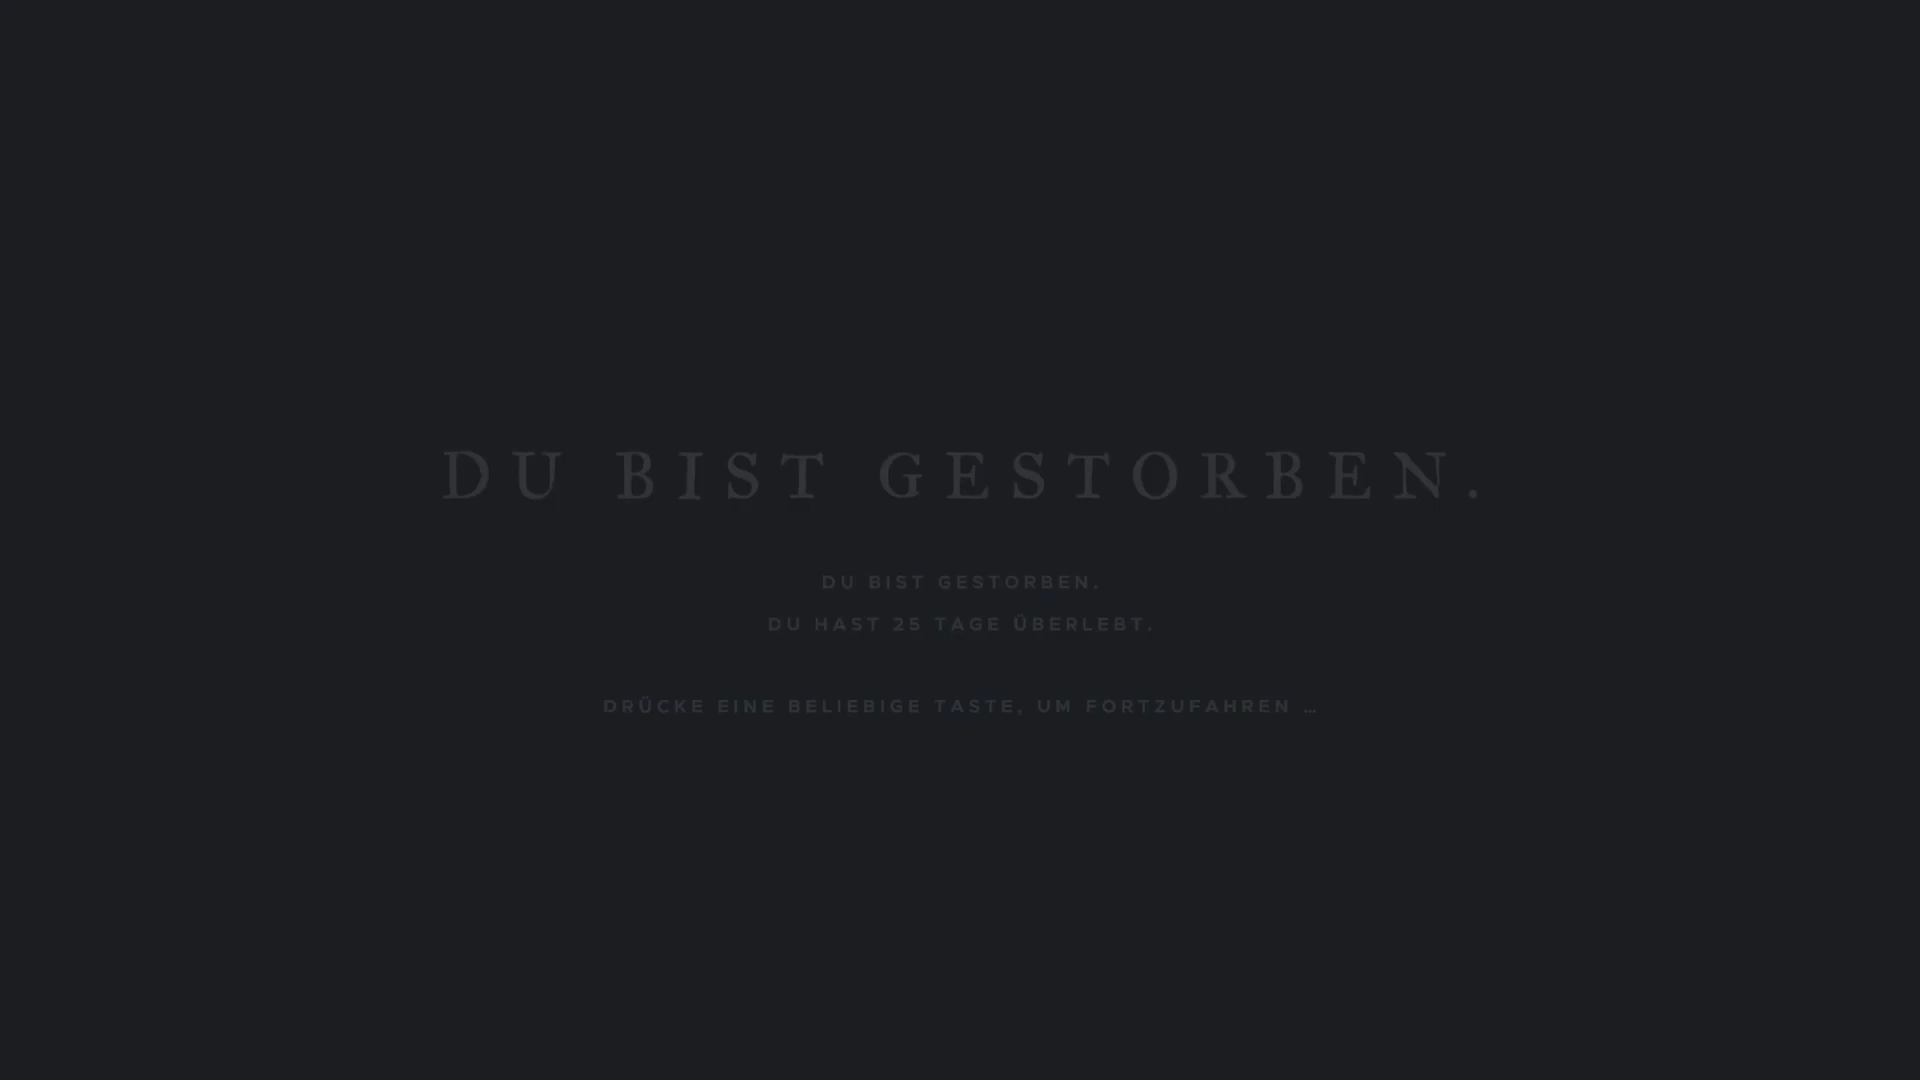 DU BIST GESTORBEN.
DU BIST GESTORBEN.
DU HAST 25 TAGE ÜBERLEBT.
DRÜCKE EINE BELIEBIGE TASTE, UM FORTZUFAHREN …